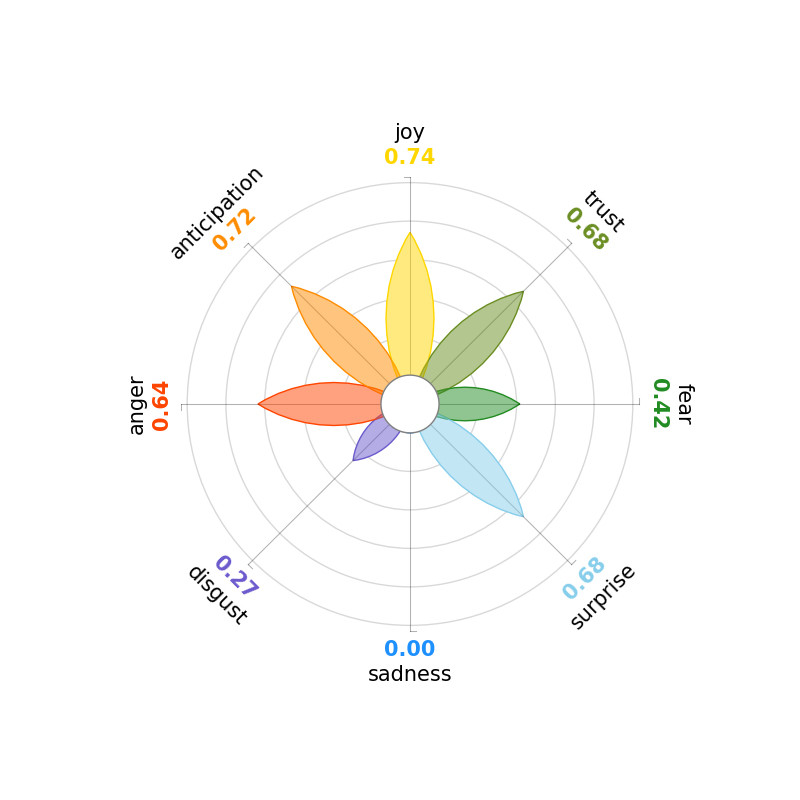 joy
0.74
trust
0.68
fear
0.42
surprise
0.68
sadness
0.00
disgust
0.27
anger
0.64
anticipation
0.72